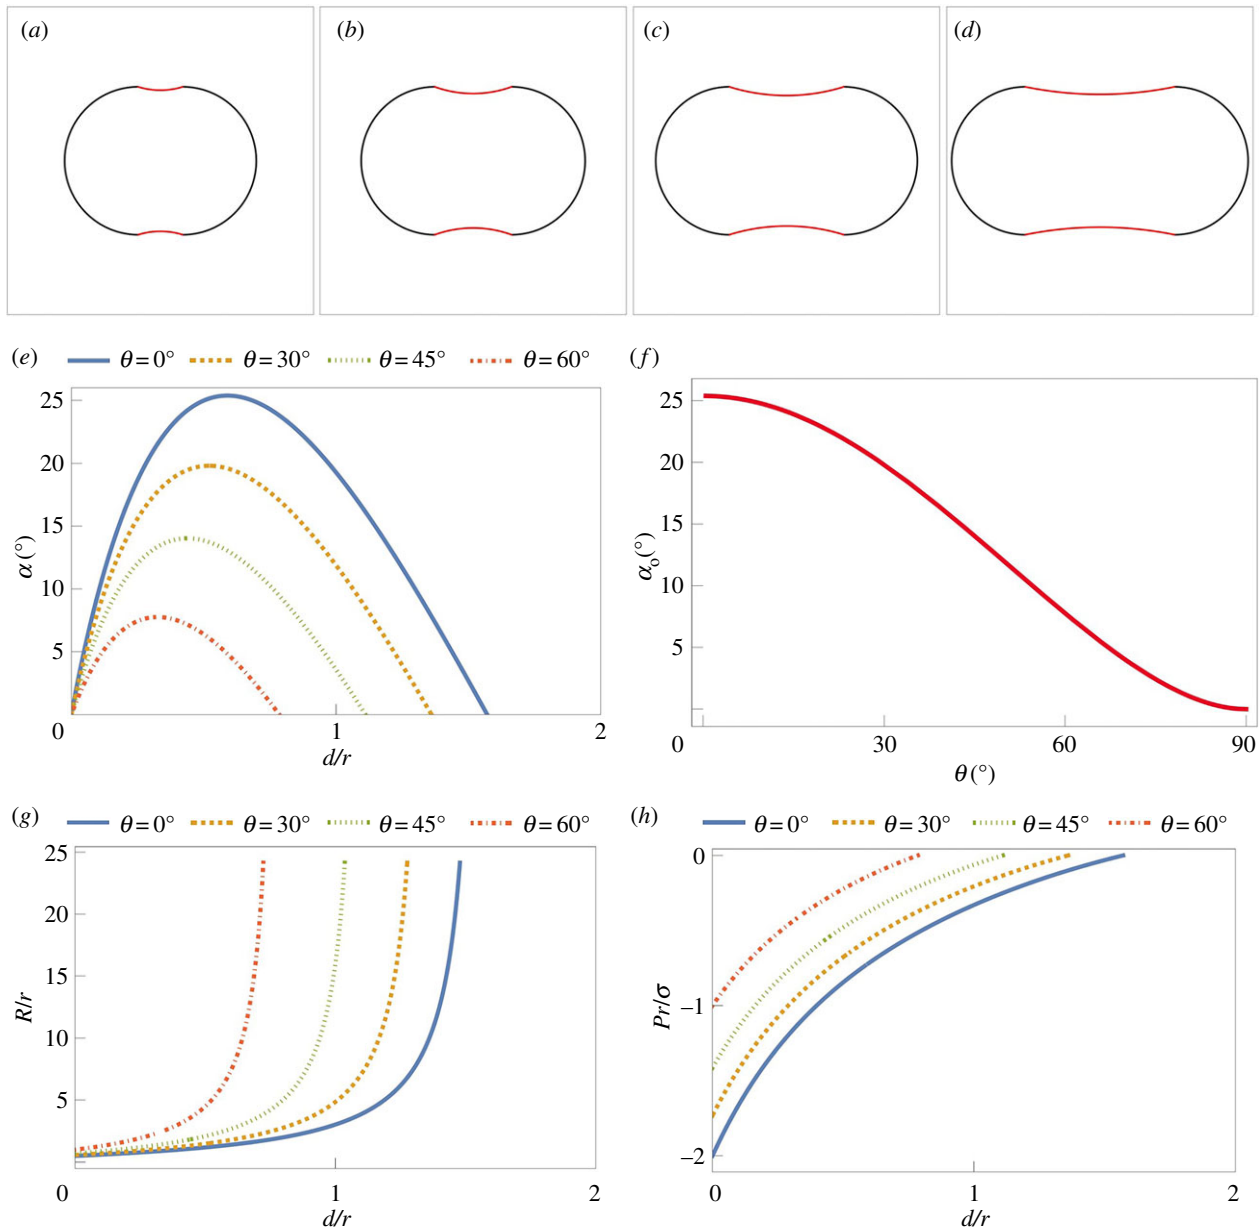 (a) (b) (c) (d)
(e) θ = 0° θ = 30° θ = 45° θ = 60°
25
20
15
10
5
0 1 2
α (°)
d/r
(f)
25
20
15
10
5
0 30 60 90
αo (°)
θ (°)
(g) θ = 0° θ = 30° θ = 45° θ = 60°
25
20
15
10
5
0 1 2
R/r
d/r
(h) θ = 0° θ = 30° θ = 45° θ = 60°
0
−1
−2
0 1 2
Pr/σ
d/r